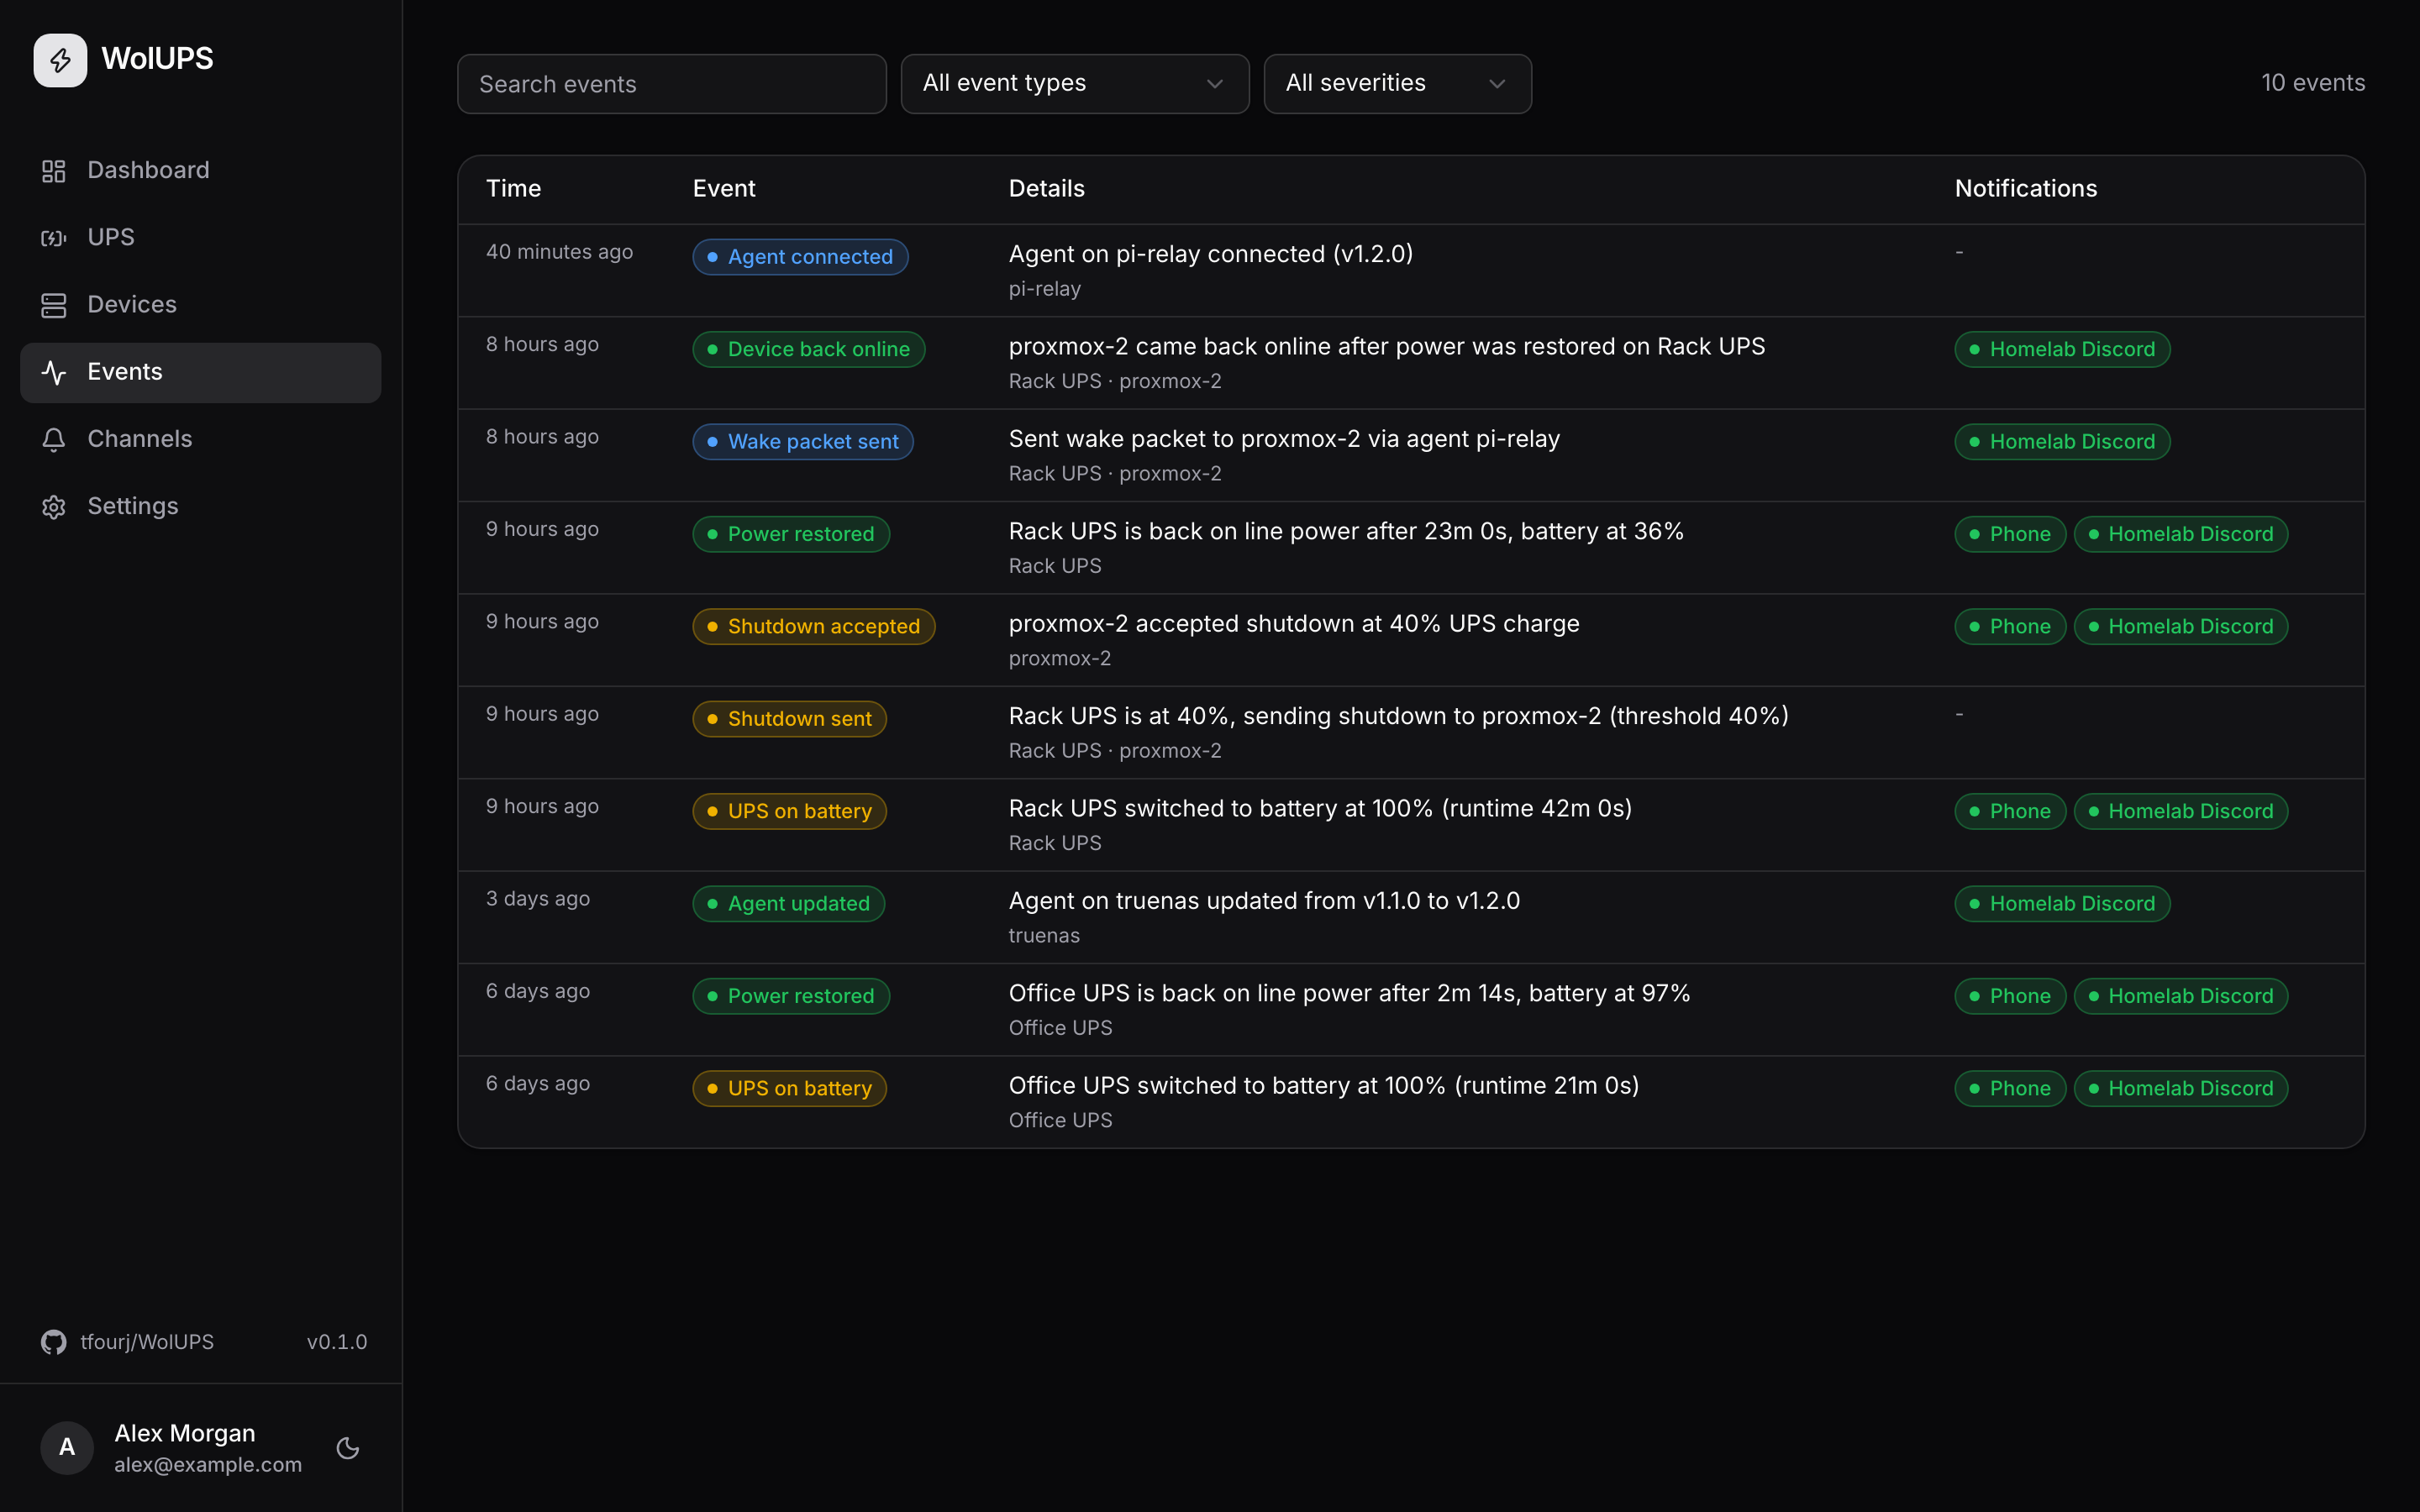 WolUPS
Dashboard
UPS
Devices
Events
Channels
Settings
tfourj/WolUPS v0.1.0
A
Alex Morgan
alex@example.com
Search events All event types All severities 10 events
Time Event Details Notifications
40 minutes ago Agent connected Agent on pi-relay connected (v1.2.0) -
pi-relay
8 hours ago Device back online proxmox-2 came back online after power was restored on Rack UPS Homelab Discord
Rack UPS · proxmox-2
8 hours ago Wake packet sent Sent wake packet to proxmox-2 via agent pi-relay Homelab Discord
Rack UPS · proxmox-2
9 hours ago Power restored Rack UPS is back on line power after 23m 0s, battery at 36% Phone Homelab Discord
Rack UPS
9 hours ago Shutdown accepted proxmox-2 accepted shutdown at 40% UPS charge Phone Homelab Discord
proxmox-2
9 hours ago Shutdown sent Rack UPS is at 40%, sending shutdown to proxmox-2 (threshold 40%) -
Rack UPS · proxmox-2
9 hours ago UPS on battery Rack UPS switched to battery at 100% (runtime 42m 0s) Phone Homelab Discord
Rack UPS
3 days ago Agent updated Agent on truenas updated from v1.1.0 to v1.2.0 Homelab Discord
truenas
6 days ago Power restored Office UPS is back on line power after 2m 14s, battery at 97% Phone Homelab Discord
Office UPS
6 days ago UPS on battery Office UPS switched to battery at 100% (runtime 21m 0s) Phone Homelab Discord
Office UPS